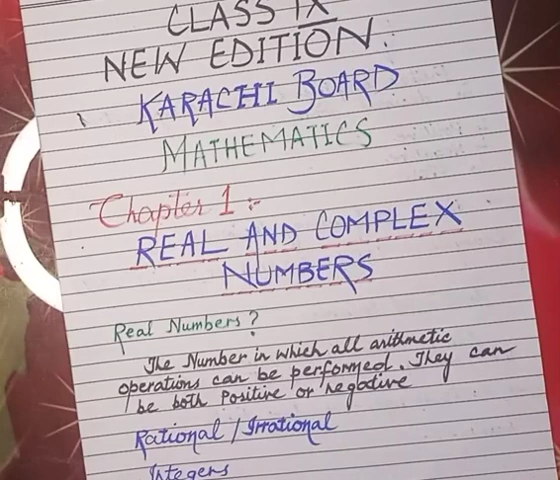 CLASS IX
NEW EDITION.
KARACHI BOARD
MATHEMATICS
Chapter 1 :-
REAL AND COMPLEX
NUMBERS
Real Numbers ?
The Number in which all arithmetic
operations can be performed. They can
be both Positive or negative
Rational / Irrational
Integers